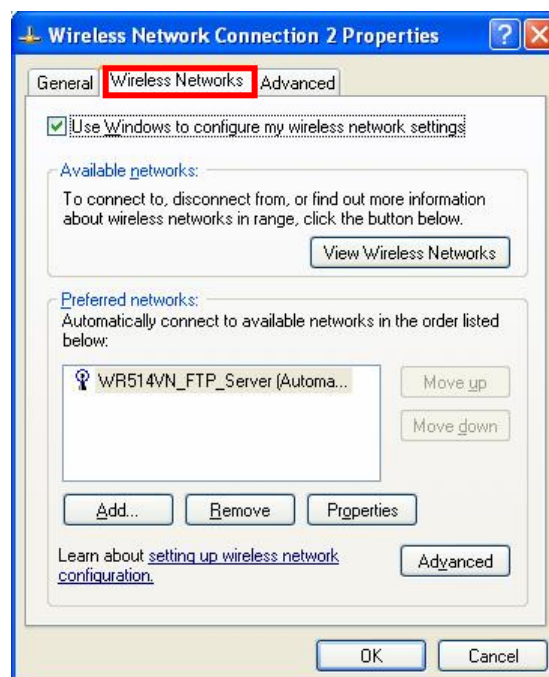 Wireless Network Connection 2 Properties
General
Wireless Networks
Advanced
Use Windows to configure my wireless network settings
Available networks:
To connect to, disconnect from, or find out more information
about wireless networks in range, click the button below.
View Wireless Networks
Preferred networks:
Automatically connect to available networks in the order listed
below:
WR514VN_FTP_Server (Automa...
Move up
Move down
Add...
Remove
Properties
Learn about setting up wireless network
configuration.
Advanced
OK
Cancel